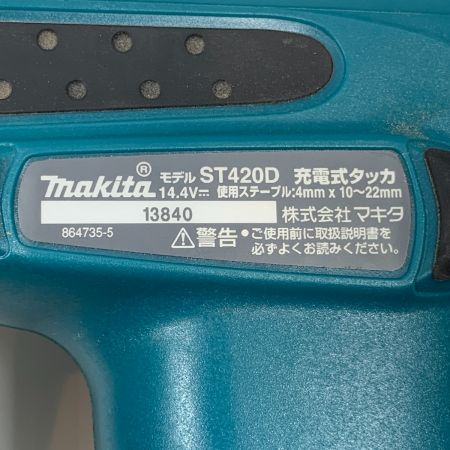 makita® モデル ST420D 充電式タッカ
14.4V⎓ 使用ステープル:4mm x 10~22mm
13840 株式会社マキタ
864735-5 ⚠警告 •ご使用前に取扱説明書を
必ずよくお読みください。